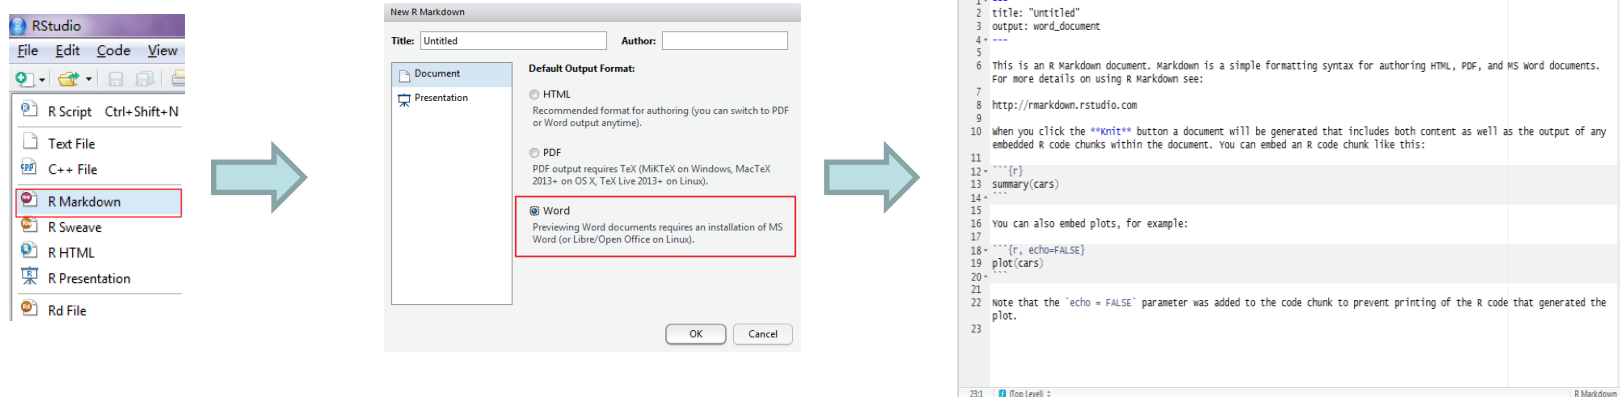 RStudio
File Edit Code View
R Script Ctrl+Shift+N
Text File
C++ File
R Markdown
R Sweave
R HTML
R Presentation
Rd File
New R Markdown
Title: Untitled Author:
Document
Presentation
Default Output Format:
HTML
Recommended format for authoring (you can switch to PDF
or Word output anytime).
PDF
PDF output requires TeX (MiKTeX on Windows, MacTeX
2013+ on OS X, TeX Live 2013+ on Linux).
Word
Previewing Word documents requires an installation of MS
Word (or Libre/Open Office on Linux).
OK Cancel
1 ---
2 title: "Untitled"
3 output: word_document
4 ---
5
6 This is an R Markdown document. Markdown is a simple formatting syntax for authoring HTML, PDF, and MS Word documents.
For more details on using R Markdown see:
7
8 http://rmarkdown.rstudio.com
9
10 When you click the **Knit** button a document will be generated that includes both content as well as the output of any
embedded R code chunks within the document. You can embed an R code chunk like this:
11
12 ```{r}
13 summary(cars)
14 ```
15
16 You can also embed plots, for example:
17
18 ```{r, echo=FALSE}
19 plot(cars)
20 ```
21
22 Note that the `echo = FALSE` parameter was added to the code chunk to prevent printing of the R code that generated the
plot.
23
23:1 (Top Level) R Markdown